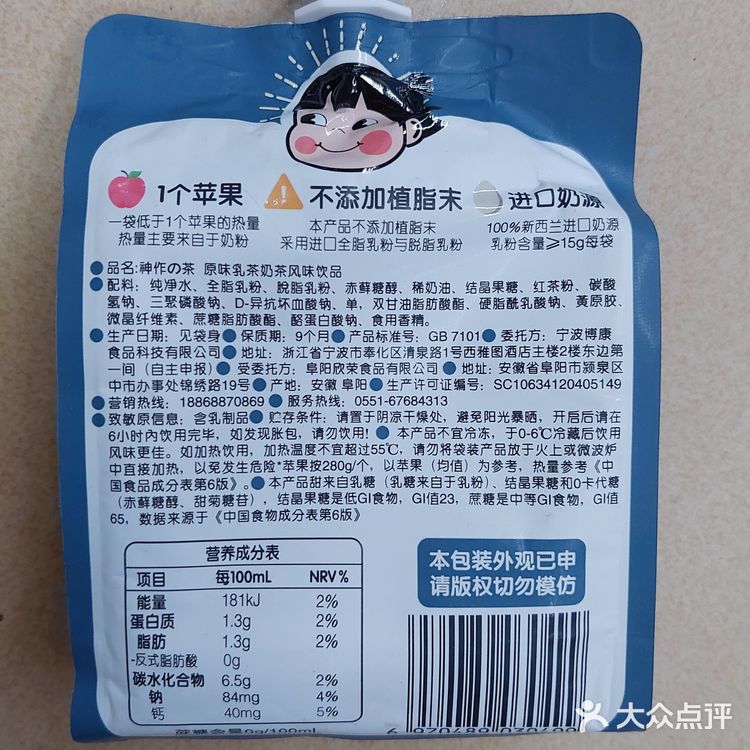 1个苹果 不添加植脂末 进口奶源
一袋低于1个苹果的热量 本产品不添加植脂末 100%新西兰进口奶源
热量主要来自于奶粉 采用进口全脂乳粉与脱脂乳粉 乳粉含量≥15g每袋
●品名:神作の茶 原味乳茶奶茶风味饮品
●配料: 纯净水、全脂乳粉、脱脂乳粉、赤藓糖醇、稀奶油、结晶果糖、红茶粉、碳酸
氢钠、三聚磷酸钠、D-异抗坏血酸钠、单,双甘油脂肪酸酯、硬脂酰乳酸钠、黄原胶、
微晶纤维素、蔗糖脂肪酸酯、酪蛋白酸钠、食用香精。
●生产日期: 见袋身●保质期: 9个月●产品标准号: GB 7101●委托方: 宁波博康
食品科技有限公司●地址: 浙江省宁波市奉化区清泉路1号西雅图酒店主楼2楼东边第
一间 (自主申报)●受委托方: 阜阳欣荣食品有限公司●地址: 安徽省阜阳市颍泉区
中市办事处锦绣路19号●产地: 安徽 阜阳●生产许可证编号: SC10634120405149
●营销热线: 18868870869●服务热线: 0551-67684313
●致敏原信息: 含乳制品●贮存条件: 请置于阴凉干燥处, 避免阳光暴晒, 开启后请在
6小时内饮用完毕, 如发现胀包, 请勿饮用! ●本产品不宜冷冻, 于0-6℃冷藏后饮用
风味更佳。如加热饮用, 加热温度不宜超过55℃, 请勿将袋装产品放于火上或微波炉
中直接加热, 以免发生危险*苹果按280g/个, 以苹果 (均值) 为参考, 热量参考《中
国食品成分表第6版》。●本产品甜来自乳糖 (乳糖来自于乳粉)、结晶果糖和0卡代糖
(赤藓糖醇、甜菊糖苷), 结晶果糖是低GI食物, GI值23, 蔗糖是中等GI食物, GI值
65, 数据来源于《中国食物成分表第6版》
营养成分表
项目 每100mL NRV%
能量 181kJ 2%
蛋白质 1.3g 2%
脂肪 1.3g 2%
-反式脂肪酸 0g
碳水化合物 6.5g 2%
钠 84mg 4%
钙 40mg 5%
蔗糖含量0g/100mL
本包装外观已申
请版权切勿模仿
大众点评